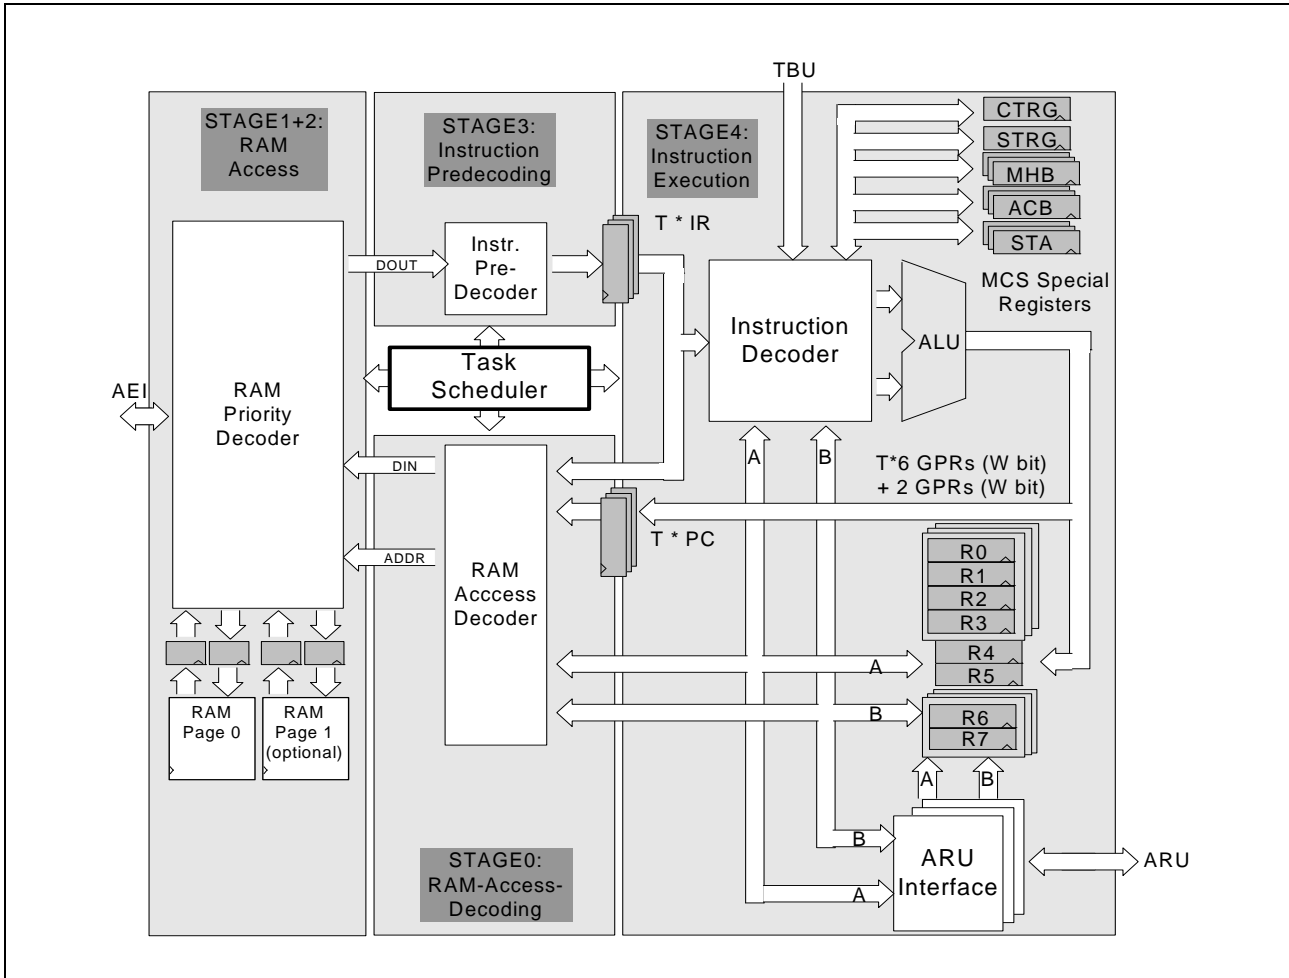 TBU
STAGE1+2:
RAM
Access
STAGE3:
Instruction
Predecoding
STAGE4:
Instruction
Execution
CTRG
STRG
MHB
ACB
STA
MCS Special
Registers
T * IR
DOUT
Instr.
Pre-
Decoder
Instruction
Decoder
ALU
Task
Scheduler
AEI
RAM
Priority
Decoder
DIN
ADDR
A
B
T*6 GPRs (W bit)
+ 2 GPRs (W bit)
T * PC
RAM
Acccess
Decoder
R0
R1
R2
R3
R4
R5
A
B
R6
R7
RAM
Page 0
RAM
Page 1
(optional)
A
B
B
A
ARU
Interface
ARU
STAGE0:
RAM-Access-
Decoding